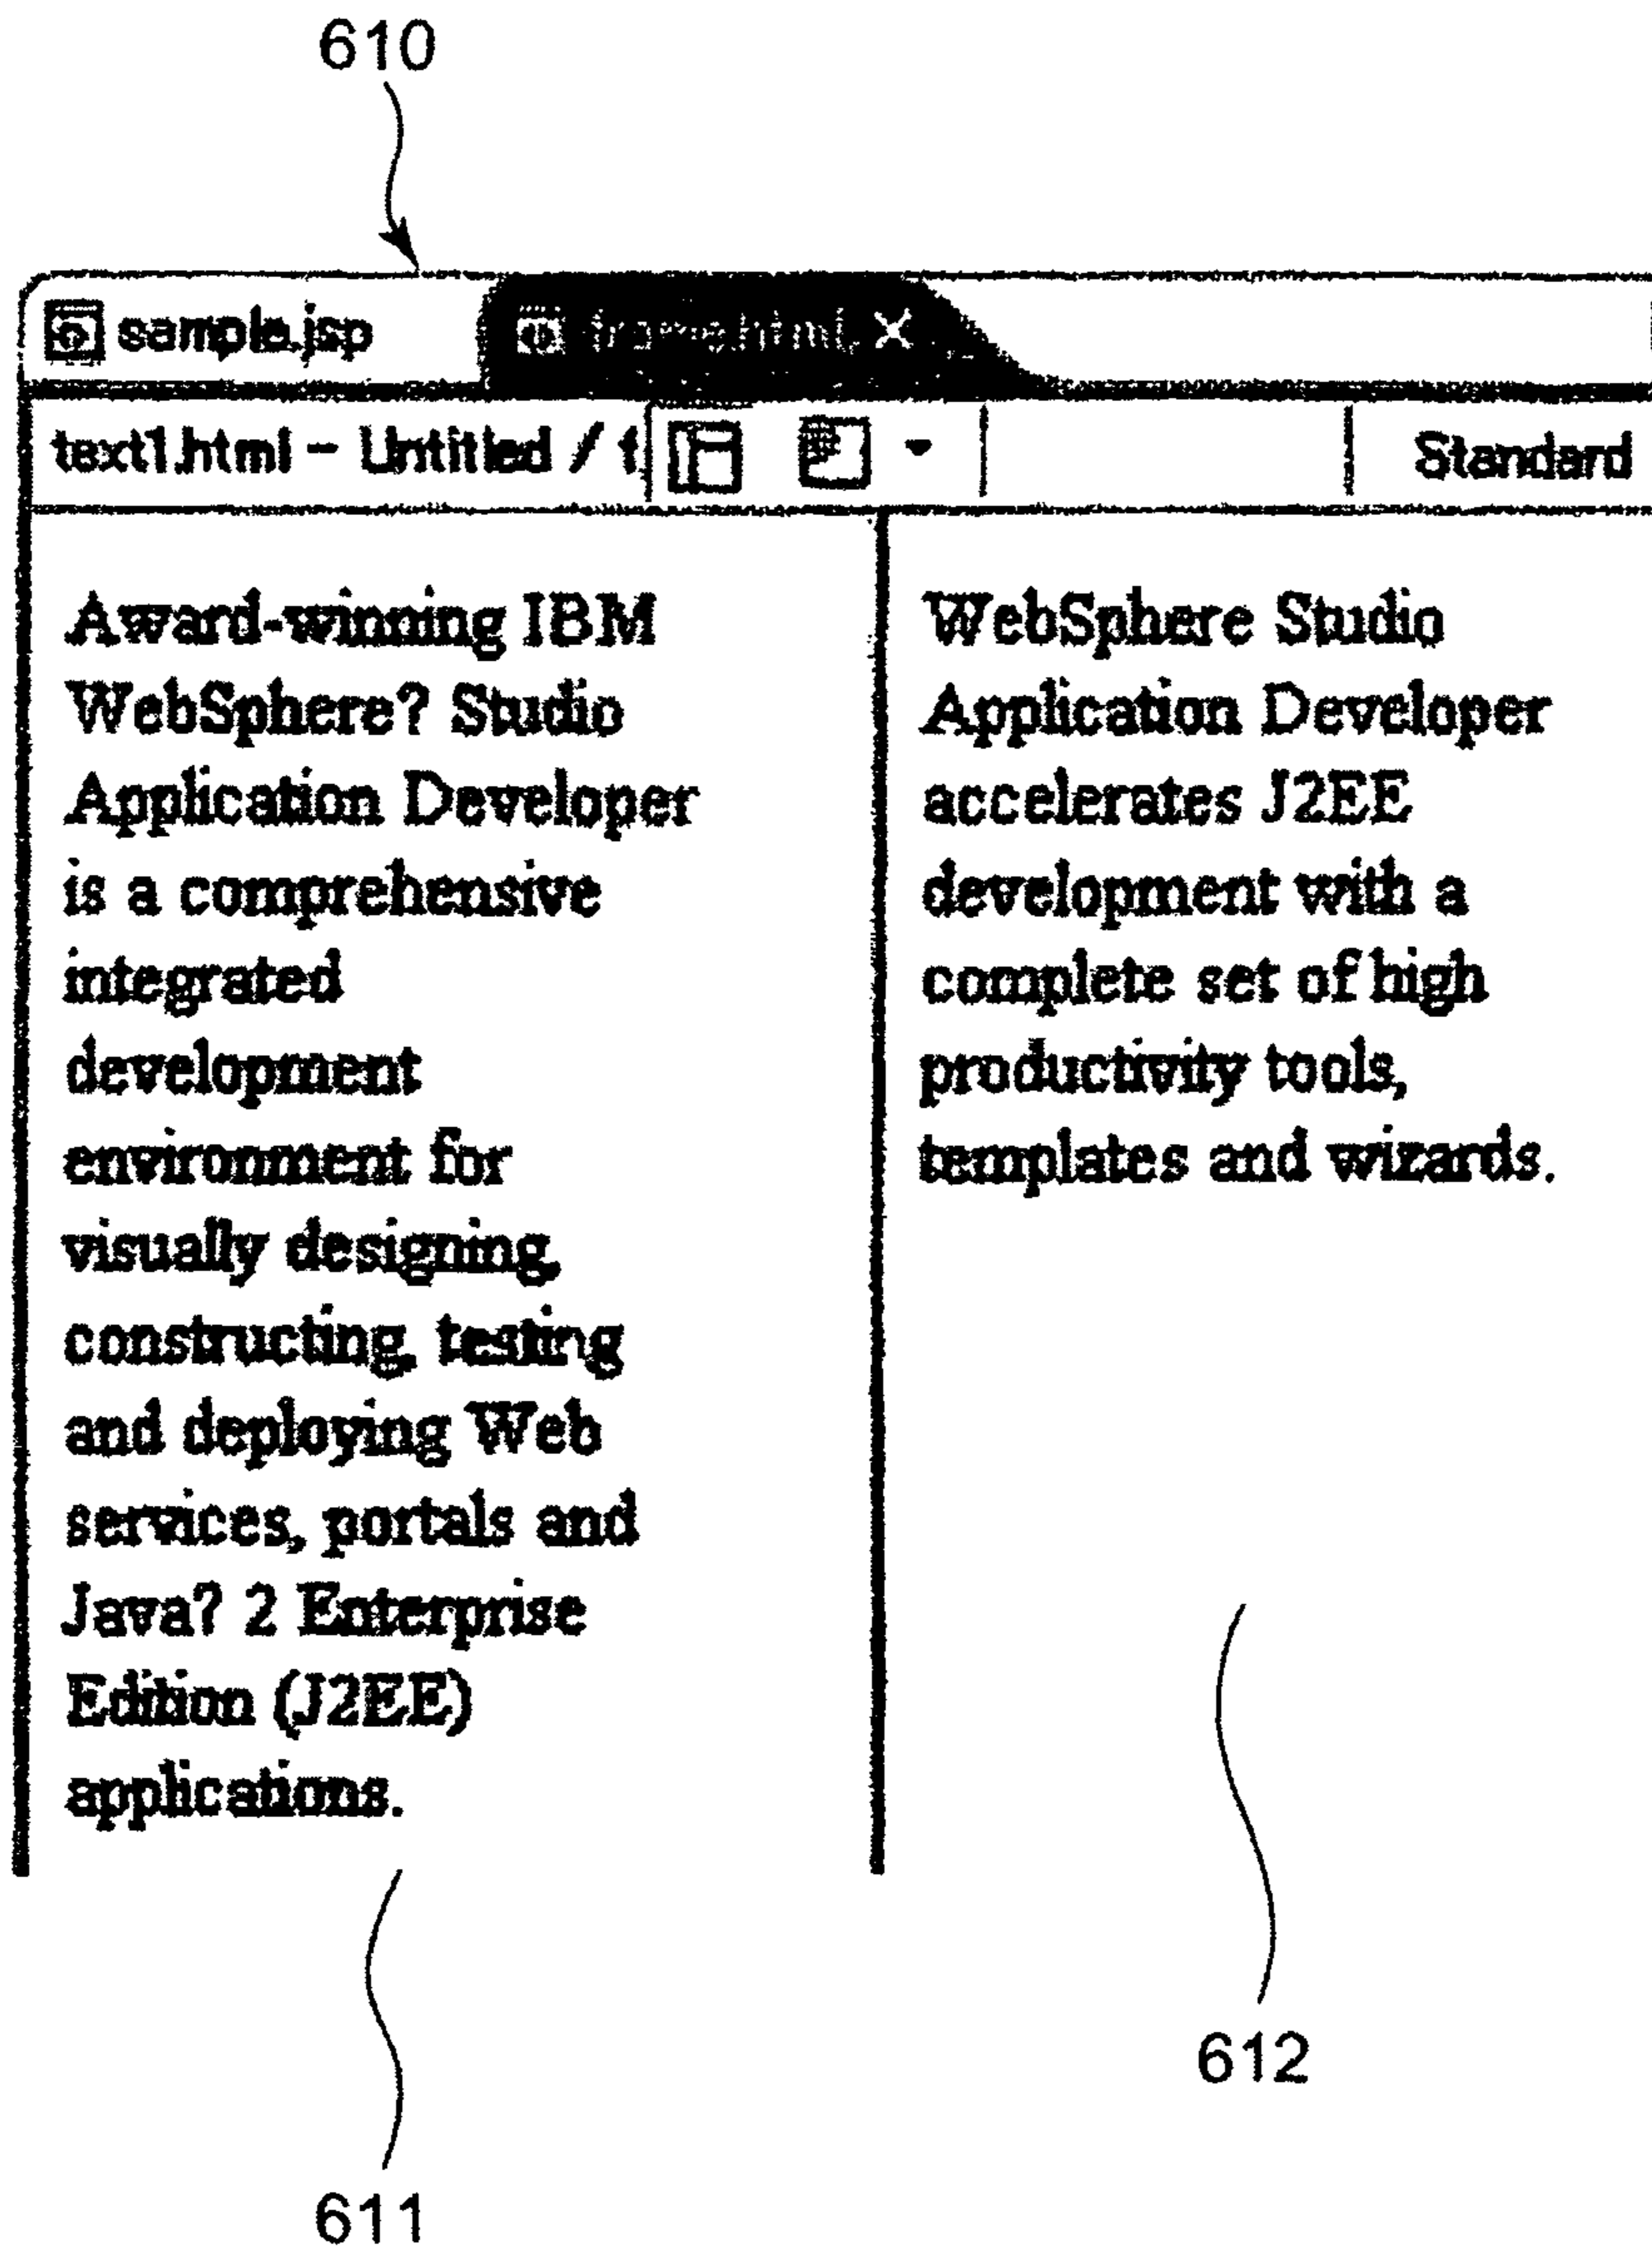 610
sample.jsp
frame.html
text1.html - Untitled / f
Standard
Award-winning IBM
WebSphere? Studio
Application Developer
is a comprehensive
integrated
development
environment for
visually designing,
constructing, testing
and deploying Web
services, portals and
Java? 2 Enterprise
Edition (J2EE)
applications.
WebSphere Studio
Application Developer
accelerates J2EE
development with a
complete set of high
productivity tools,
templates and wizards.
612
611